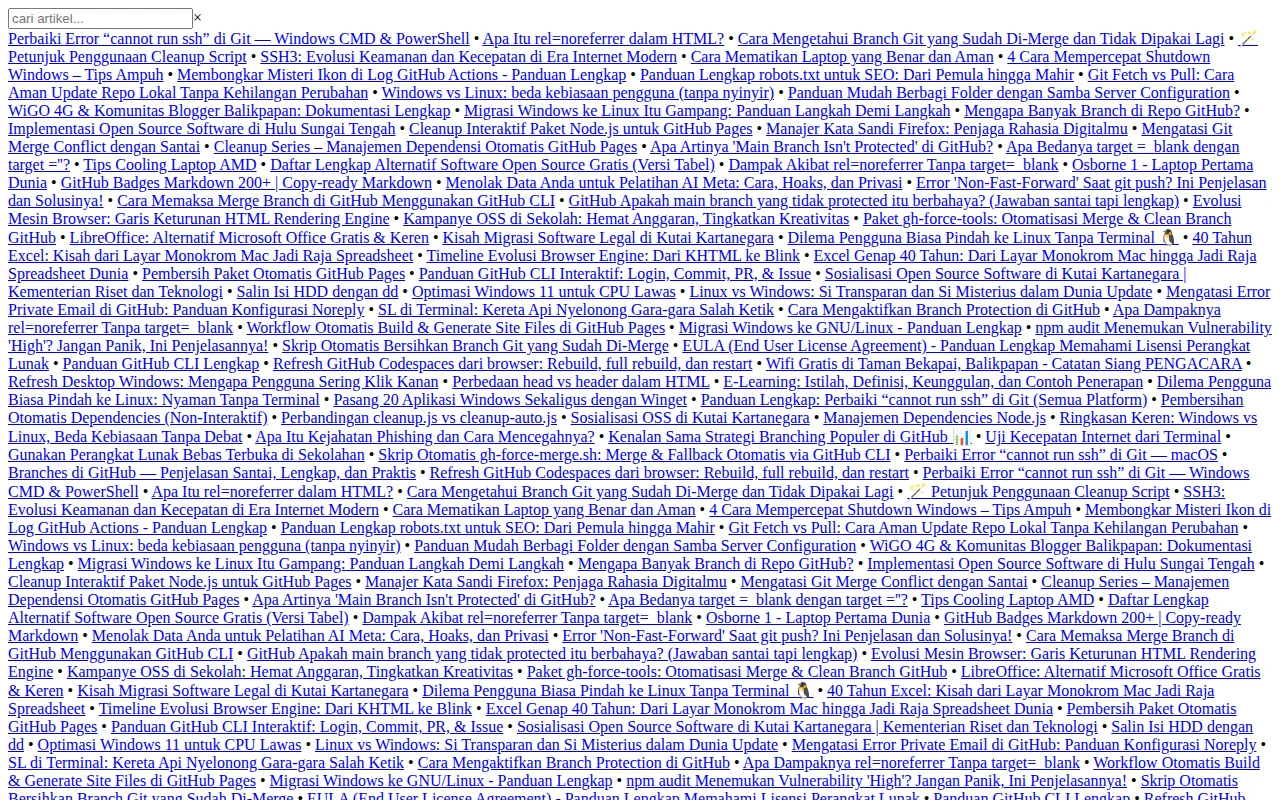 cari artikel... ×
Perbaiki Error “cannot run ssh” di Git — Windows CMD & PowerShell • Apa Itu rel=noreferrer dalam HTML? • Cara Mengetahui Branch Git yang Sudah Di-Merge dan Tidak Dipakai Lagi • 🪄
Petunjuk Penggunaan Cleanup Script • SSH3: Evolusi Keamanan dan Kecepatan di Era Internet Modern • Cara Mematikan Laptop yang Benar dan Aman • 4 Cara Mempercepat Shutdown
Windows – Tips Ampuh • Membongkar Misteri Ikon di Log GitHub Actions - Panduan Lengkap • Panduan Lengkap robots.txt untuk SEO: Dari Pemula hingga Mahir • Git Fetch vs Pull: Cara
Aman Update Repo Lokal Tanpa Kehilangan Perubahan • Windows vs Linux: beda kebiasaan pengguna (tanpa nyinyir) • Panduan Mudah Berbagi Folder dengan Samba Server Configuration •
WiGO 4G & Komunitas Blogger Balikpapan: Dokumentasi Lengkap • Migrasi Windows ke Linux Itu Gampang: Panduan Langkah Demi Langkah • Mengapa Banyak Branch di Repo GitHub? •
Implementasi Open Source Software di Hulu Sungai Tengah • Cleanup Interaktif Paket Node.js untuk GitHub Pages • Manajer Kata Sandi Firefox: Penjaga Rahasia Digitalmu • Mengatasi Git
Merge Conflict dengan Santai • Cleanup Series – Manajemen Dependensi Otomatis GitHub Pages • Apa Artinya 'Main Branch Isn't Protected' di GitHub? • Apa Bedanya target =_blank dengan
target =''? • Tips Cooling Laptop AMD • Daftar Lengkap Alternatif Software Open Source Gratis (Versi Tabel) • Dampak Akibat rel=noreferrer Tanpa target=_blank • Osborne 1 - Laptop Pertama
Dunia • GitHub Badges Markdown 200+ | Copy-ready Markdown • Menolak Data Anda untuk Pelatihan AI Meta: Cara, Hoaks, dan Privasi • Error 'Non-Fast-Forward' Saat git push? Ini Penjelasan
dan Solusinya! • Cara Memaksa Merge Branch di GitHub Menggunakan GitHub CLI • GitHub Apakah main branch yang tidak protected itu berbahaya? (Jawaban santai tapi lengkap) • Evolusi
Mesin Browser: Garis Keturunan HTML Rendering Engine • Kampanye OSS di Sekolah: Hemat Anggaran, Tingkatkan Kreativitas • Paket gh-force-tools: Otomatisasi Merge & Clean Branch
GitHub • LibreOffice: Alternatif Microsoft Office Gratis & Keren • Kisah Migrasi Software Legal di Kutai Kartanegara • Dilema Pengguna Biasa Pindah ke Linux Tanpa Terminal 🐧 • 40 Tahun
Excel: Kisah dari Layar Monokrom Mac Jadi Raja Spreadsheet • Timeline Evolusi Browser Engine: Dari KHTML ke Blink • Excel Genap 40 Tahun: Dari Layar Monokrom Mac hingga Jadi Raja
Spreadsheet Dunia • Pembersih Paket Otomatis GitHub Pages • Panduan GitHub CLI Interaktif: Login, Commit, PR, & Issue • Sosialisasi Open Source Software di Kutai Kartanegara |
Kementerian Riset dan Teknologi • Salin Isi HDD dengan dd • Optimasi Windows 11 untuk CPU Lawas • Linux vs Windows: Si Transparan dan Si Misterius dalam Dunia Update • Mengatasi Error
Private Email di GitHub: Panduan Konfigurasi Noreply • SL di Terminal: Kereta Api Nyelonong Gara-gara Salah Ketik • Cara Mengaktifkan Branch Protection di GitHub • Apa Dampaknya
rel=noreferrer Tanpa target=_blank • Workflow Otomatis Build & Generate Site Files di GitHub Pages • Migrasi Windows ke GNU/Linux - Panduan Lengkap • npm audit Menemukan Vulnerability
'High'? Jangan Panik, Ini Penjelasannya! • Skrip Otomatis Bersihkan Branch Git yang Sudah Di-Merge • EULA (End User License Agreement) - Panduan Lengkap Memahami Lisensi Perangkat
Lunak • Panduan GitHub CLI Lengkap • Refresh GitHub Codespaces dari browser: Rebuild, full rebuild, dan restart • Wifi Gratis di Taman Bekapai, Balikpapan - Catatan Siang PENGACARA •
Refresh Desktop Windows: Mengapa Pengguna Sering Klik Kanan • Perbedaan head vs header dalam HTML • E-Learning: Istilah, Definisi, Keunggulan, dan Contoh Penerapan • Dilema Pengguna
Biasa Pindah ke Linux: Nyaman Tanpa Terminal • Pasang 20 Aplikasi Windows Sekaligus dengan Winget • Panduan Lengkap: Perbaiki “cannot run ssh” di Git (Semua Platform) • Pembersihan
Otomatis Dependencies (Non-Interaktif) • Perbandingan cleanup.js vs cleanup-auto.js • Sosialisasi OSS di Kutai Kartanegara • Manajemen Dependencies Node.js • Ringkasan Keren: Windows vs
Linux, Beda Kebiasaan Tanpa Debat • Apa Itu Kejahatan Phishing dan Cara Mencegahnya? • Kenalan Sama Strategi Branching Populer di GitHub 📊 • Uji Kecepatan Internet dari Terminal •
Gunakan Perangkat Lunak Bebas Terbuka di Sekolahan • Skrip Otomatis gh-force-merge.sh: Merge & Fallback Otomatis via GitHub CLI • Perbaiki Error “cannot run ssh” di Git — macOS •
Branches di GitHub — Penjelasan Santai, Lengkap, dan Praktis • Refresh GitHub Codespaces dari browser: Rebuild, full rebuild, dan restart • Perbaiki Error “cannot run ssh” di Git — Windows
CMD & PowerShell • Apa Itu rel=noreferrer dalam HTML? • Cara Mengetahui Branch Git yang Sudah Di-Merge dan Tidak Dipakai Lagi • 🪄 Petunjuk Penggunaan Cleanup Script • SSH3:
Evolusi Keamanan dan Kecepatan di Era Internet Modern • Cara Mematikan Laptop yang Benar dan Aman • 4 Cara Mempercepat Shutdown Windows – Tips Ampuh • Membongkar Misteri Ikon di
Log GitHub Actions - Panduan Lengkap • Panduan Lengkap robots.txt untuk SEO: Dari Pemula hingga Mahir • Git Fetch vs Pull: Cara Aman Update Repo Lokal Tanpa Kehilangan Perubahan •
Windows vs Linux: beda kebiasaan pengguna (tanpa nyinyir) • Panduan Mudah Berbagi Folder dengan Samba Server Configuration • WiGO 4G & Komunitas Blogger Balikpapan: Dokumentasi
Lengkap • Migrasi Windows ke Linux Itu Gampang: Panduan Langkah Demi Langkah • Mengapa Banyak Branch di Repo GitHub? • Implementasi Open Source Software di Hulu Sungai Tengah •
Cleanup Interaktif Paket Node.js untuk GitHub Pages • Manajer Kata Sandi Firefox: Penjaga Rahasia Digitalmu • Mengatasi Git Merge Conflict dengan Santai • Cleanup Series – Manajemen
Dependensi Otomatis GitHub Pages • Apa Artinya 'Main Branch Isn't Protected' di GitHub? • Apa Bedanya target =_blank dengan target =''? • Tips Cooling Laptop AMD • Daftar Lengkap
Alternatif Software Open Source Gratis (Versi Tabel) • Dampak Akibat rel=noreferrer Tanpa target=_blank • Osborne 1 - Laptop Pertama Dunia • GitHub Badges Markdown 200+ | Copy-ready
Markdown • Menolak Data Anda untuk Pelatihan AI Meta: Cara, Hoaks, dan Privasi • Error 'Non-Fast-Forward' Saat git push? Ini Penjelasan dan Solusinya! • Cara Memaksa Merge Branch di
GitHub Menggunakan GitHub CLI • GitHub Apakah main branch yang tidak protected itu berbahaya? (Jawaban santai tapi lengkap) • Evolusi Mesin Browser: Garis Keturunan HTML Rendering
Engine • Kampanye OSS di Sekolah: Hemat Anggaran, Tingkatkan Kreativitas • Paket gh-force-tools: Otomatisasi Merge & Clean Branch GitHub • LibreOffice: Alternatif Microsoft Office Gratis
& Keren • Kisah Migrasi Software Legal di Kutai Kartanegara • Dilema Pengguna Biasa Pindah ke Linux Tanpa Terminal 🐧 • 40 Tahun Excel: Kisah dari Layar Monokrom Mac Jadi Raja
Spreadsheet • Timeline Evolusi Browser Engine: Dari KHTML ke Blink • Excel Genap 40 Tahun: Dari Layar Monokrom Mac hingga Jadi Raja Spreadsheet Dunia • Pembersih Paket Otomatis
GitHub Pages • Panduan GitHub CLI Interaktif: Login, Commit, PR, & Issue • Sosialisasi Open Source Software di Kutai Kartanegara | Kementerian Riset dan Teknologi • Salin Isi HDD dengan
dd • Optimasi Windows 11 untuk CPU Lawas • Linux vs Windows: Si Transparan dan Si Misterius dalam Dunia Update • Mengatasi Error Private Email di GitHub: Panduan Konfigurasi Noreply •
SL di Terminal: Kereta Api Nyelonong Gara-gara Salah Ketik • Cara Mengaktifkan Branch Protection di GitHub • Apa Dampaknya rel=noreferrer Tanpa target=_blank • Workflow Otomatis Build
& Generate Site Files di GitHub Pages • Migrasi Windows ke GNU/Linux - Panduan Lengkap • npm audit Menemukan Vulnerability 'High'? Jangan Panik, Ini Penjelasannya! • Skrip Otomatis
Bersihkan Branch Git yang Sudah Di-Merge • EULA (End User License Agreement) - Panduan Lengkap Memahami Lisensi Perangkat Lunak • Panduan GitHub CLI Lengkap • Refresh GitHub